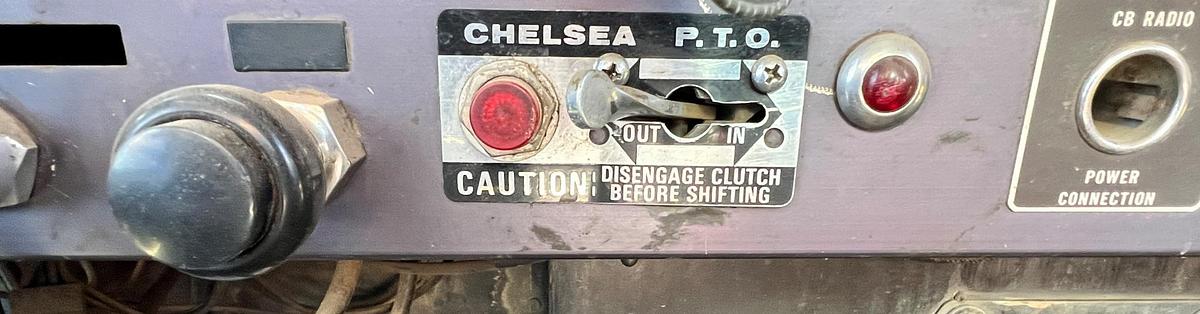 CHELSEA P.T.O.
OUT IN
CAUTION: DISENGAGE CLUTCH
BEFORE SHIFTING
CB RADIO
POWER
CONNECTION